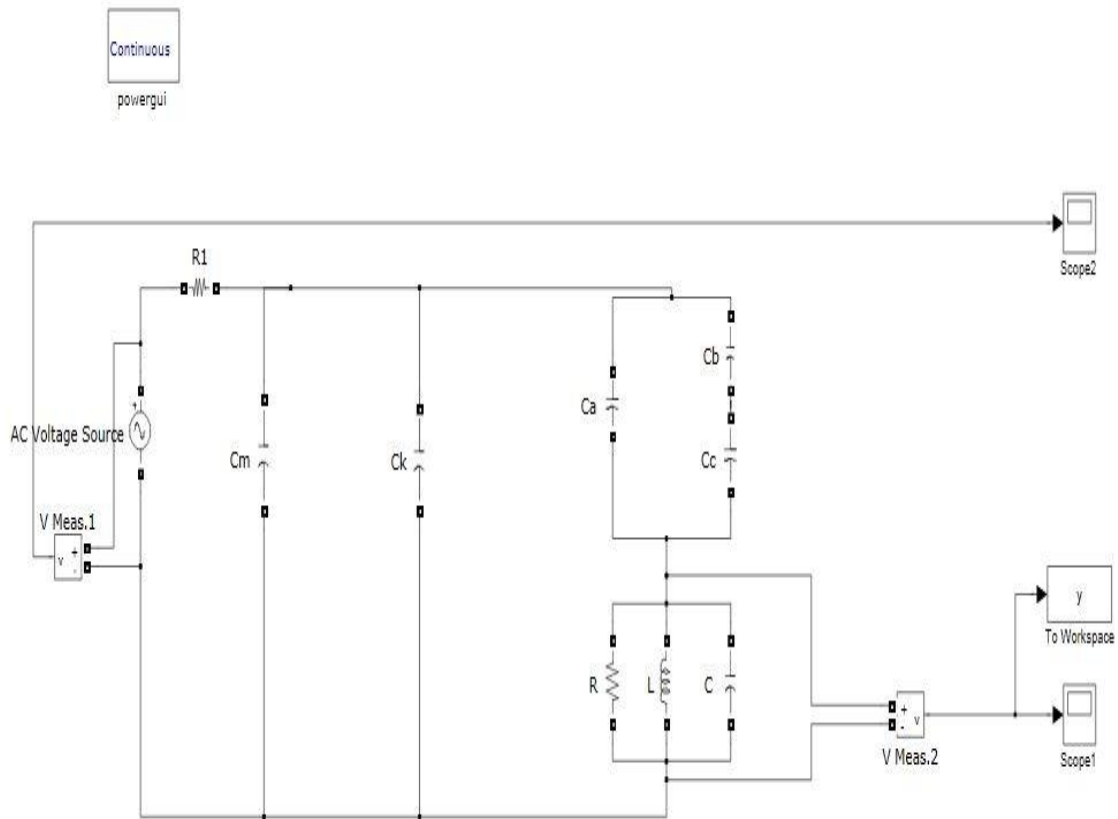 Continuous
powergui
Scope2
R1
Cb
Ca
AC Voltage Source
+
Cm
Ck
Cc
V Meas.1
v
+
-
y
To Workspace
R
L
C
+
-
v
V Meas.2
Scope1